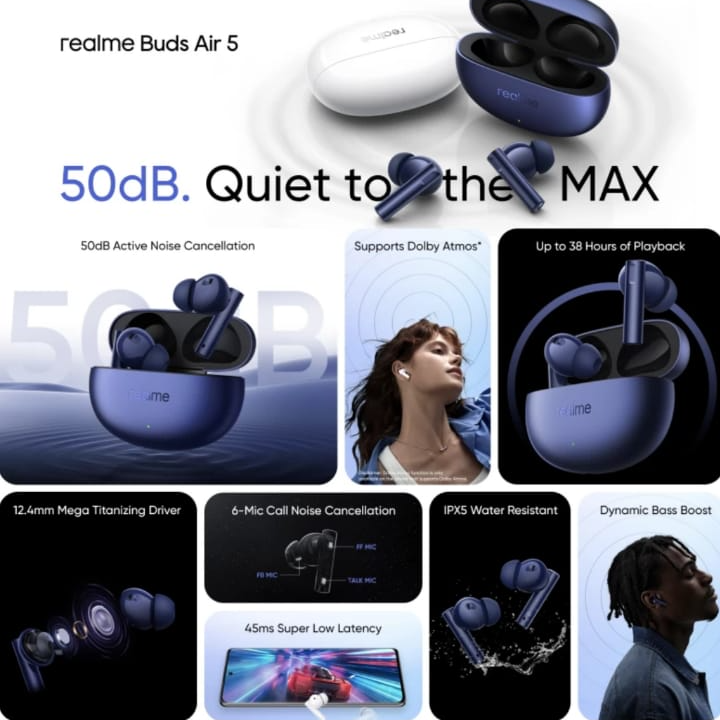 realme Buds Air 5
realme
realme
50dB. Quiet to the MAX
50dB Active Noise Cancellation
Supports Dolby Atmos*
Up to 38 Hours of Playback
50dB
realme
realme
12.4mm Mega Titanizing Driver
6-Mic Call Noise Cancellation
FF MIC
FB MIC
TALK MIC
45ms Super Low Latency
IPX5 Water Resistant
Dynamic Bass Boost